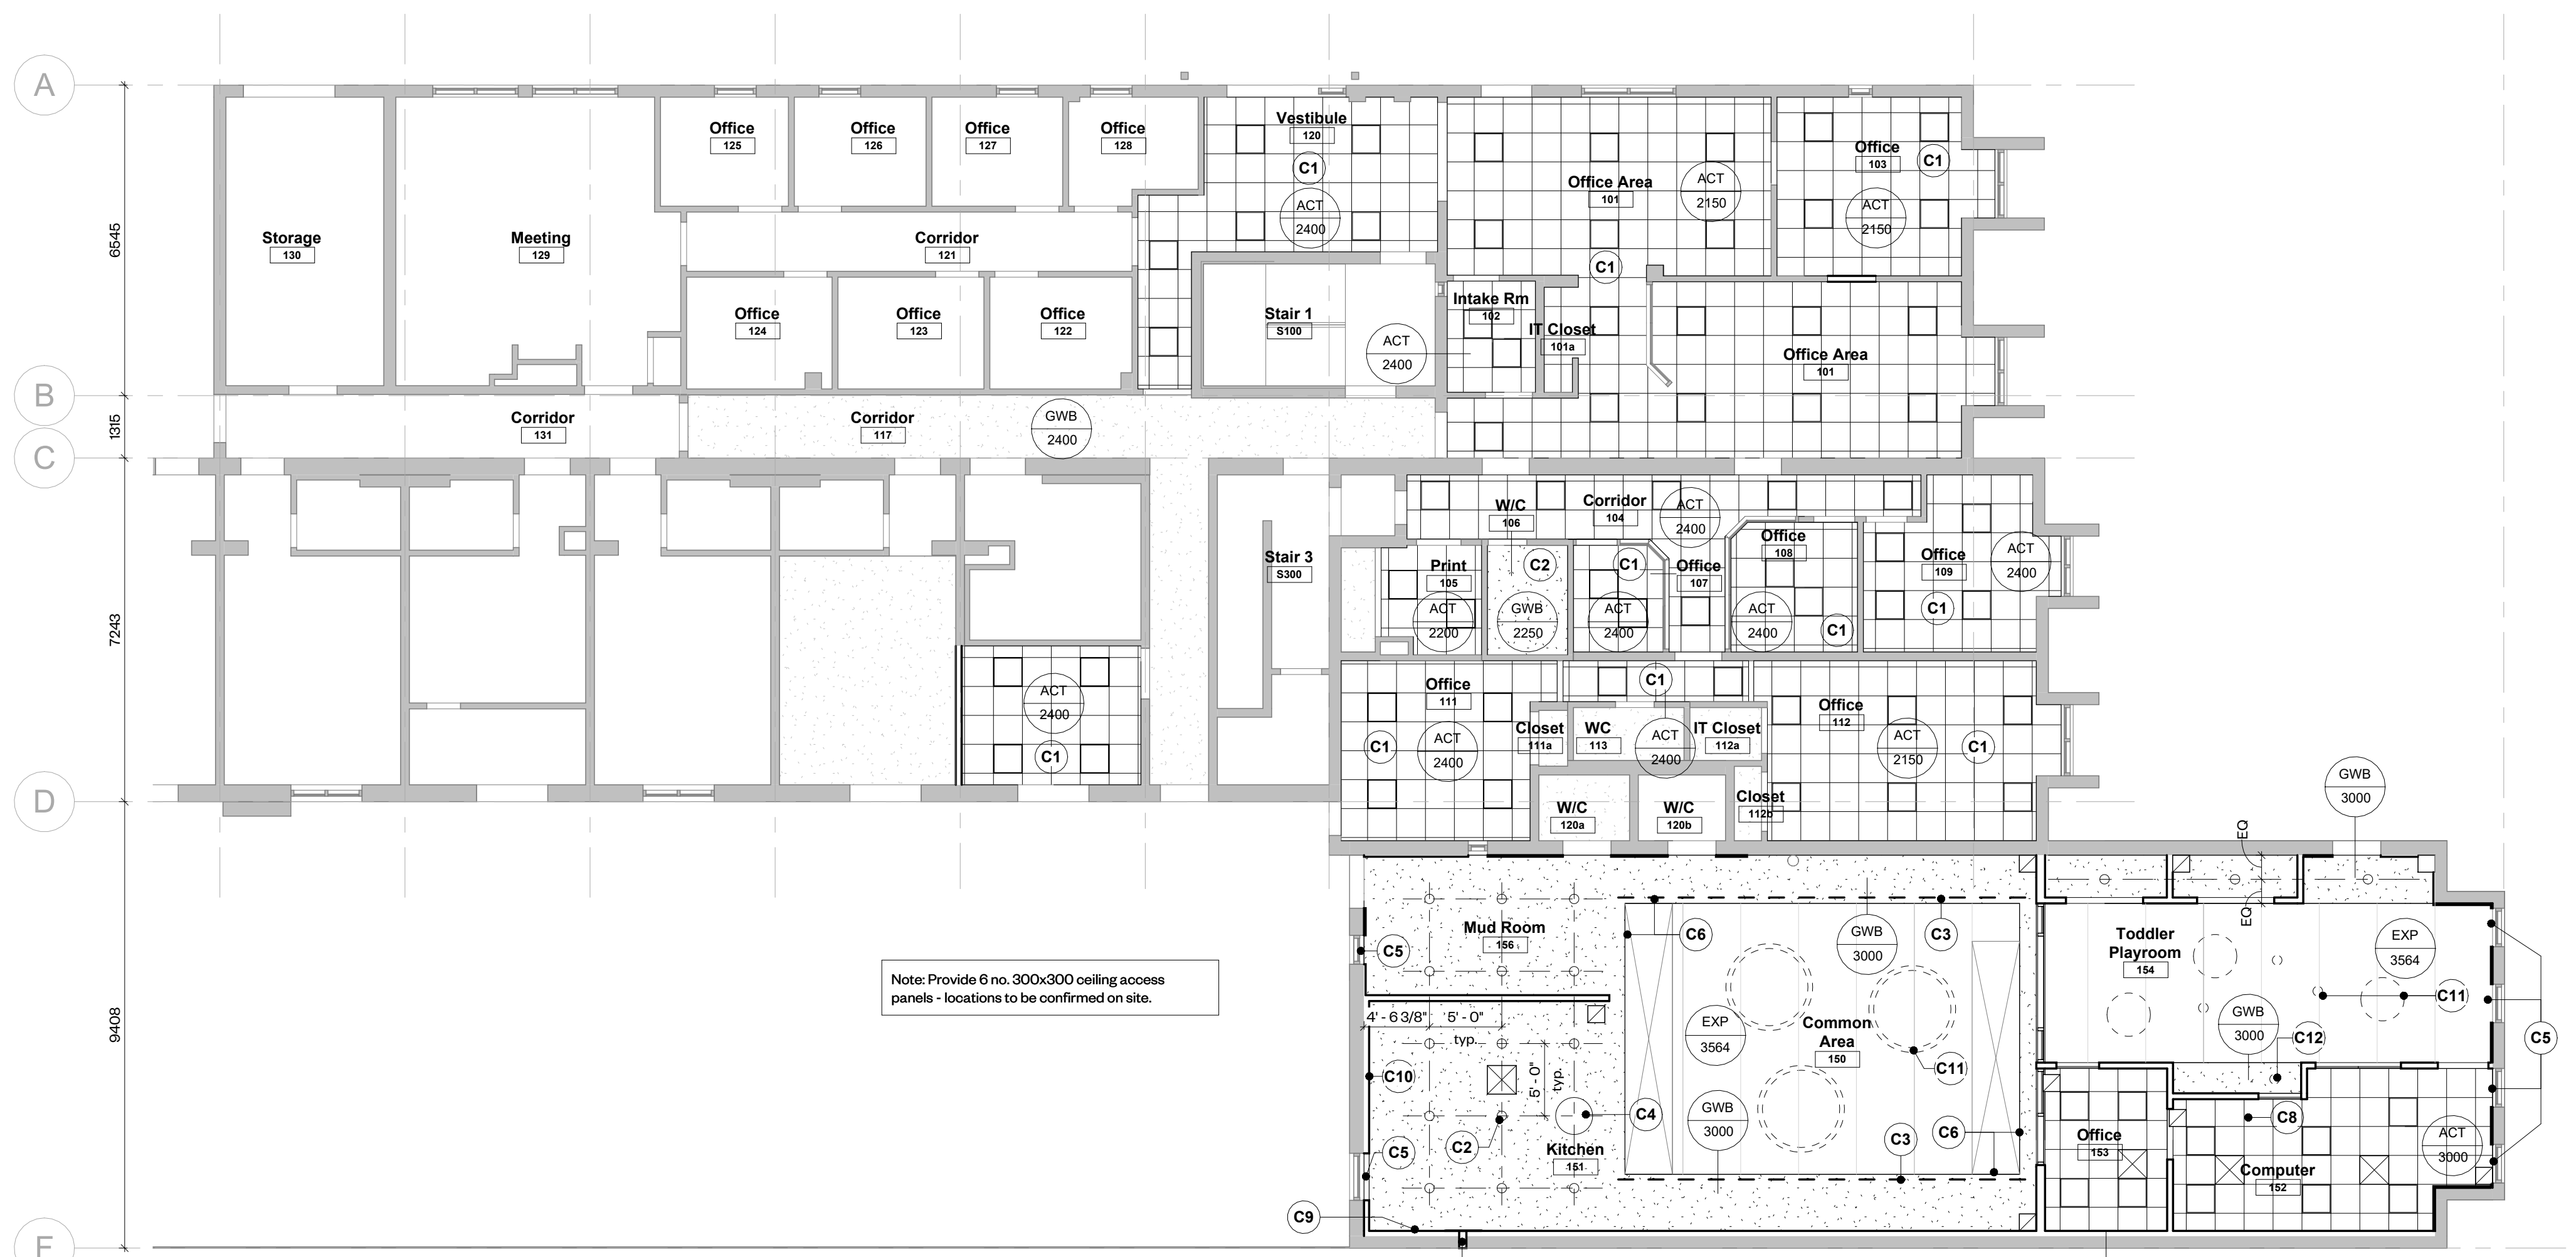 A
B
C
D
F
6545
1315
7243
9408
Storage
130
Meeting
129
Office
125
Office
126
Office
127
Office
128
Corridor
121
Office
124
Office
123
Office
122
Vestibule
120
C1
ACT
2400
Stair 1
S100
ACT
2400
Office Area
101
ACT
2150
C1
Office
103
C1
ACT
2150
Intake Rm
102
IT Closet
101a
Office Area
101
Corridor
131
Corridor
117
GWB
2400
Stair 3
S300
ACT
2400
C1
W/C
106
Corridor
104
ACT
2400
Print
105
ACT
2200
C2
GWB
2250
C1
ACT
2400
Office
107
Office
108
ACT
2400
C1
Office
109
ACT
2400
C1
Office
111
C1
ACT
2400
Closet
111a
C1
WC
113
ACT
2400
IT Closet
112a
Office
112
ACT
2150
C1
W/C
120a
W/C
120b
Closet
112b
GWB
3000
EQ
EQ
Note: Provide 6 no. 300x300 ceiling access
panels - locations to be confirmed on site.
Mud Room
156
C5
C6
GWB
3000
C3
Toddler
Playroom
154
EXP
3564
C11
GWB
3000
C12
C5
4' - 6 3/8"
5' - 0"
typ.
5' - 0"
typ.
C10
EXP
3564
Common
Area
150
C11
C4
GWB
3000
C2
Kitchen
151
C5
C3
C6
C9
Office
153
C8
Computer
152
ACT
3000